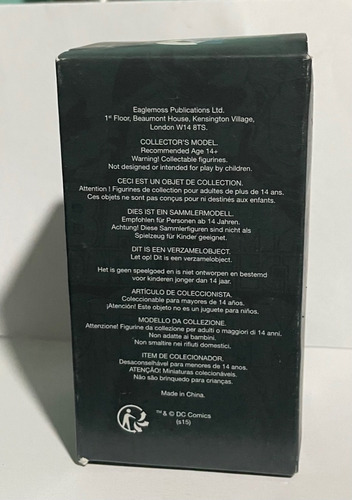 Eaglemoss Publications Ltd.
1st Floor, Beaumont House, Kensington Village,
London W14 8TS.
COLLECTOR'S MODEL.
Recommended Age 14+
Warning! Collectable figurines.
Not designed or intended for play by children.
CECI EST UN OBJET DE COLLECTION.
Attention ! Figurines de collection pour adultes de plus de 14 ans.
Ces objets ne sont pas conçus pour ni destinés aux enfants.
DIES IST EIN SAMMLERMODELL.
Empfohlen für Personen ab 14 Jahren.
Achtung! Diese Sammlerfiguren sind nicht als
Spielzeug für Kinder geeignet.
DIT IS EEN VERZAMELOBJECT.
Let op! Dit is een verzamelobject.
Het is geen speelgoed en is niet ontworpen en bestemd
voor kinderen jonger dan 14 jaar.
ARTÍCULO DE COLECCIONISTA.
Coleccionable para mayores de 14 años.
¡Atención! Este objeto no es un juguete para niños.
MODELLO DA COLLEZIONE.
Attenzione! Figurine da collezione per adulti o maggiori di 14 anni.
Non adatte ai bambini.
Non smaltire nei rifiuti domestici.
ITEM DE COLECIONADOR.
Desaconselhável para menores de 14 anos.
ATENÇÃO! Miniaturas colecionáveis.
Não são brinquedo para crianças.
Made in China.
™ & © DC Comics
(s15)